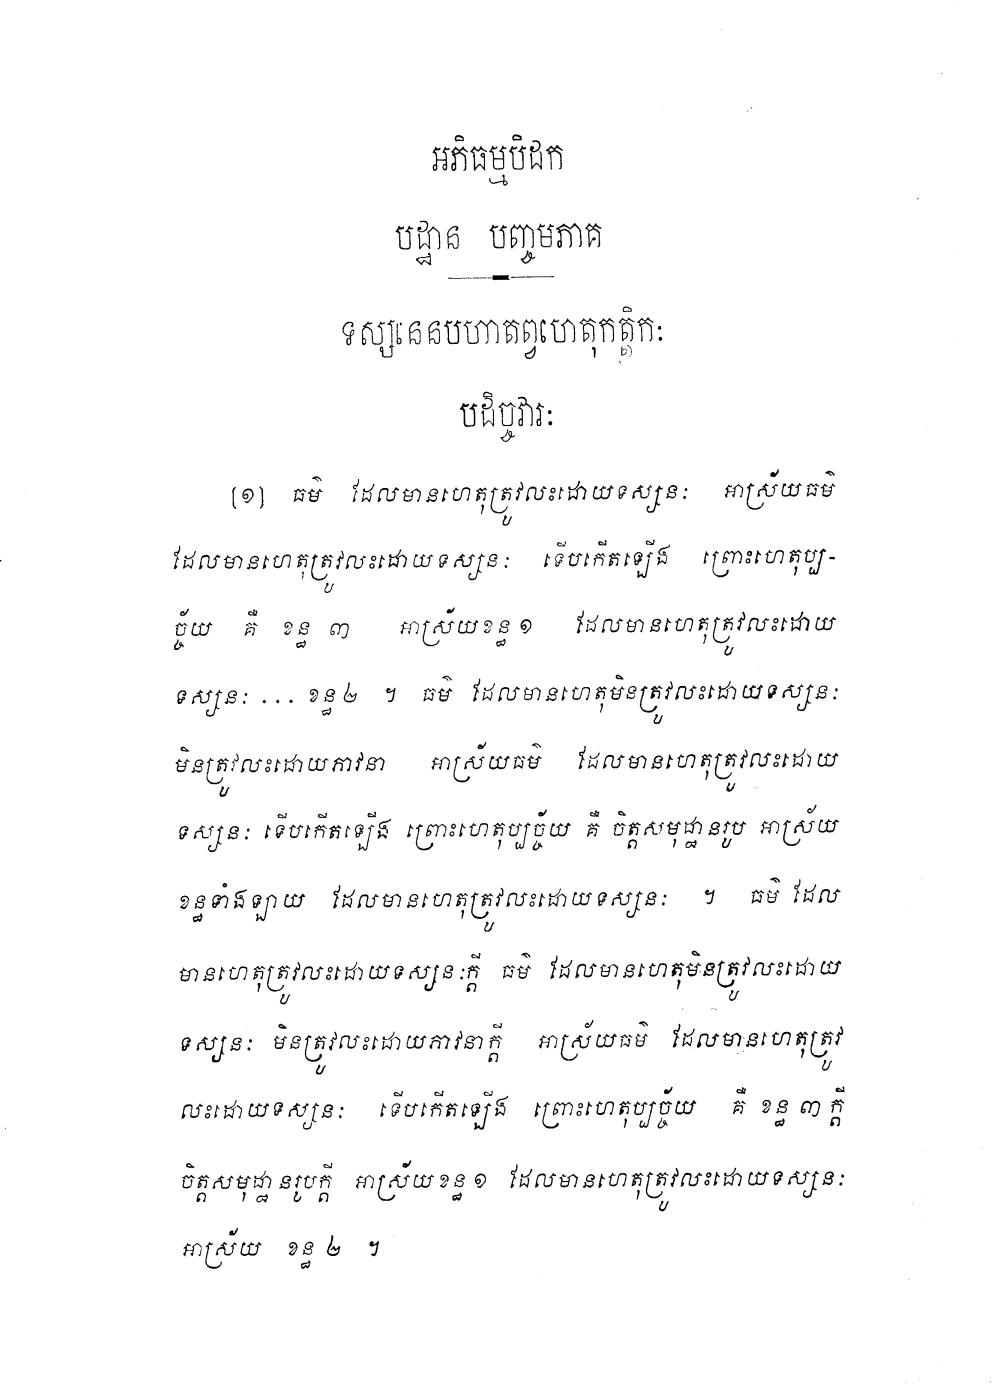 អភិធម្មបិដក
បដ្ឋាន បញ្ចមភាគ
ទស្សនេនបហាតព្វហេតុកត្តិកៈ
បដិច្ចវារៈ
(១) ធម៌ ដែលមានហេតុត្រូវលះដោយទស្សនៈ អាស្រ័យធម៌
ដែលមានហេតុត្រូវលះដោយទស្សនៈ ទើបកើតឡើង ព្រោះហេតុប្ប-
ច្ច័យ គឺ ខន្ធ ៣ អាស្រ័យខន្ធ ១ ដែលមានហេតុត្រូវលះដោយ
ទស្សនៈ ... ខន្ធ ២ ។ ធម៌ ដែលមានហេតុមិនត្រូវលះដោយទស្សនៈ
មិនត្រូវលះដោយភាវនា អាស្រ័យធម៌ ដែលមានហេតុត្រូវលះដោយ
ទស្សនៈ ទើបកើតឡើង ព្រោះហេតុប្បច្ច័យ គឺ ចិត្តសមុដ្ឋានរូប អាស្រ័យ
ខន្ធទាំងឡាយ ដែលមានហេតុត្រូវលះដោយទស្សនៈ ។ ធម៌ ដែល
មានហេតុត្រូវលះដោយទស្សនៈក្តី ធម៌ ដែលមានហេតុមិនត្រូវលះដោយ
ទស្សនៈ មិនត្រូវលះដោយភាវនាក្តី អាស្រ័យធម៌ ដែលមានហេតុត្រូវ
លះដោយទស្សនៈ ទើបកើតឡើង ព្រោះហេតុប្បច្ច័យ គឺ ខន្ធ ៣ ក្តី
ចិត្តសមុដ្ឋានរូបក្តី អាស្រ័យខន្ធ ១ ដែលមានហេតុត្រូវលះដោយទស្សនៈ
អាស្រ័យ ខន្ធ ២ ។